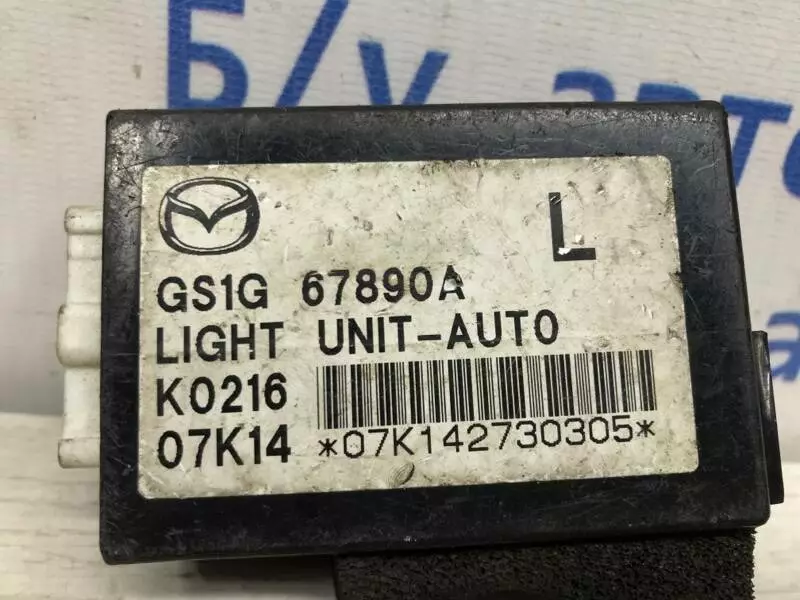 Б/у авто
L
GS1G 67890A
LIGHT UNIT-AUTO
K0216
07K14 *07K142730305*